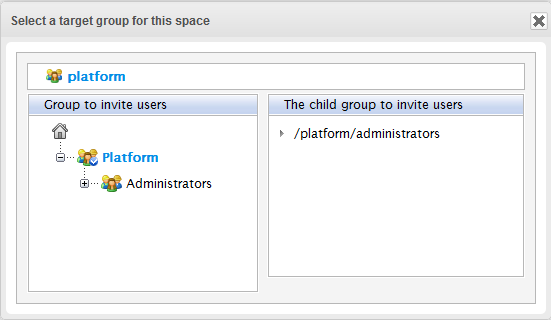 Select a target group for this space
platform
Group to invite users
Platform
Administrators
The child group to invite users
/platform/administrators